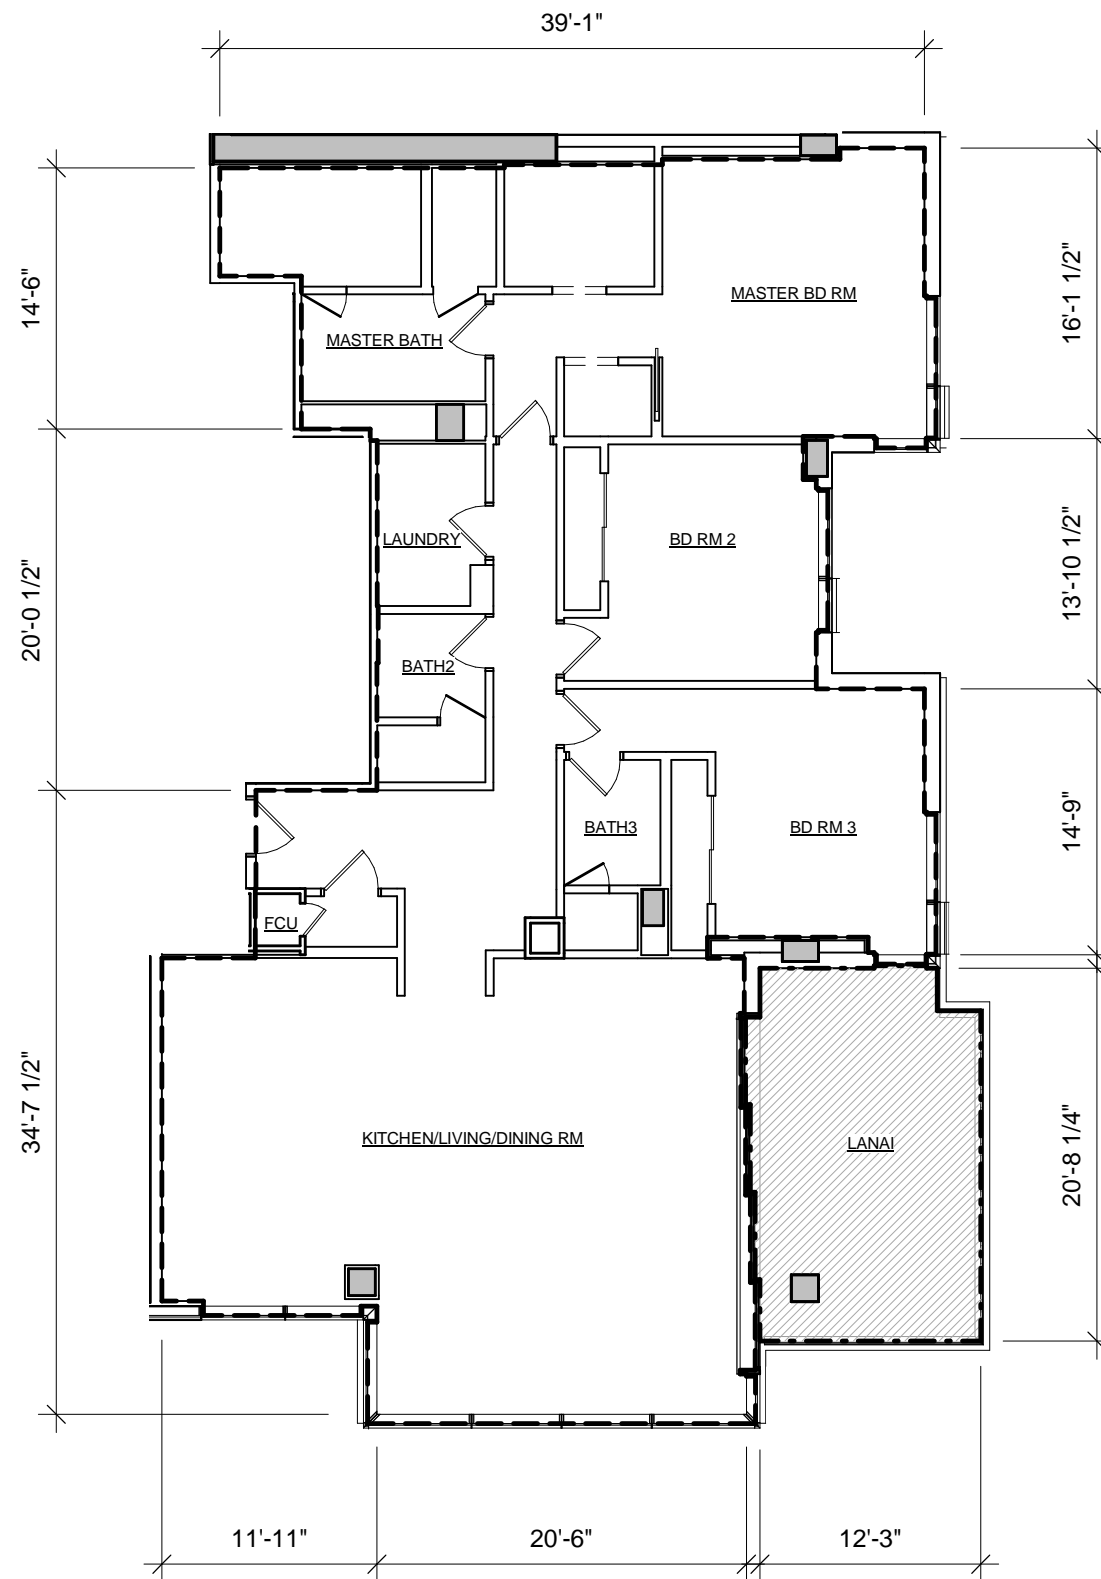 39'-1"
14'-6"
16'-1 1/2"
MASTER BD RM
MASTER BATH
20'-0 1/2"
13'-10 1/2"
LAUNDRY
BD RM 2
BATH2
14'-9"
BATH3
BD RM 3
FCU
34'-7 1/2"
20'-8 1/4"
KITCHEN/LIVING/DINING RM
LANAI
11'-11"
20'-6"
12'-3"